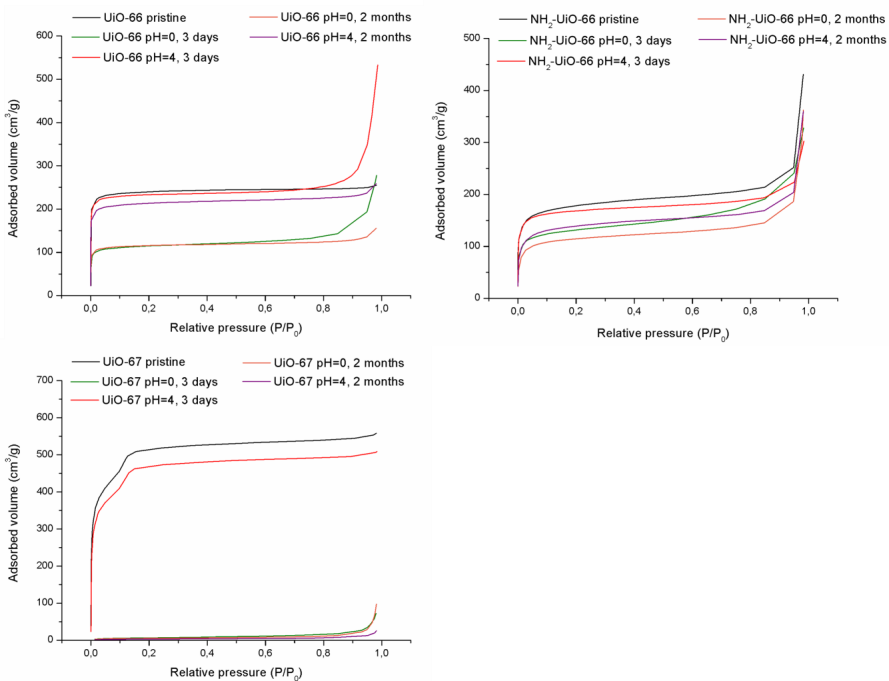 UiO-66 pristine
UiO-66 pH=0, 2 months
UiO-66 pH=0, 3 days
UiO-66 pH=4, 2 months
UiO-66 pH=4, 3 days
600
500
400
300
200
100
0
Adsorbed volume (cm³/g)
0,0 0,2 0,4 0,6 0,8 1,0
Relative pressure (P/P₀)
NH₂-UiO-66 pristine
NH₂-UiO-66 pH=0, 2 months
NH₂-UiO-66 pH=0, 3 days
NH₂-UiO-66 pH=4, 2 months
NH₂-UiO-66 pH=4, 3 days
500
400
300
200
100
0
Adsorbed volume (cm³/g)
0,0 0,2 0,4 0,6 0,8 1,0
Relative pressure (P/P₀)
UiO-67 pristine
UiO-67 pH=0, 2 months
UiO-67 pH=0, 3 days
UiO-67 pH=4, 2 months
UiO-67 pH=4, 3 days
700
600
500
400
300
200
100
0
Adsorbed volume (cm³/g)
0,0 0,2 0,4 0,6 0,8 1,0
Relative pressure (P/P₀)